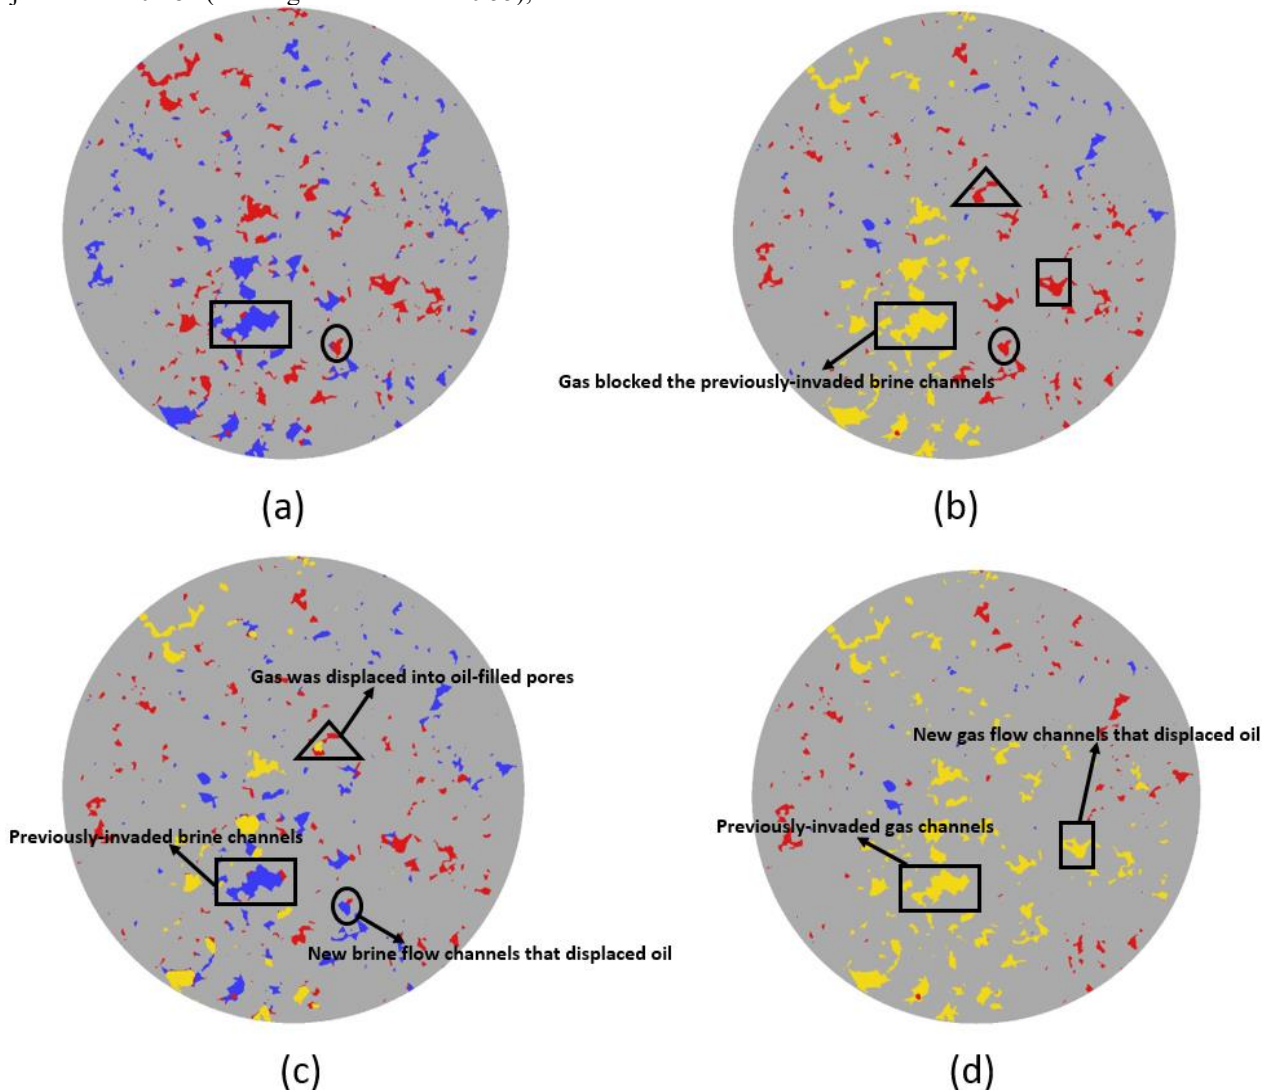 (a)
Gas blocked the previously-invaded brine channels
(b)
Gas was displaced into oil-filled pores
Previously-invaded brine channels
New brine flow channels that displaced oil
(c)
New gas flow channels that displaced oil
Previously-invaded gas channels
(d)